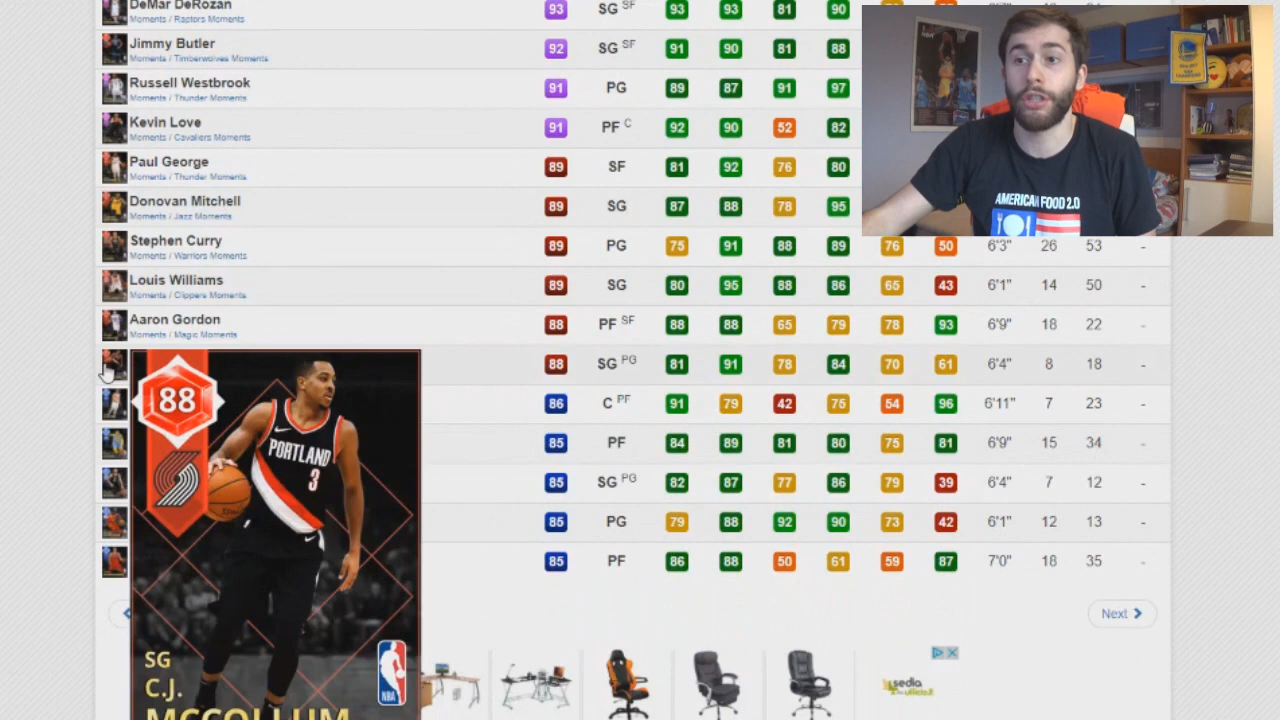 DeMar DeRozan 93 SG SF 93 93 81 90
Moments / Raptors Moments
Jimmy Butler 92 SG SF 91 90 81 88
Moments / Timberwolves Moments
Russell Westbrook 91 PG 89 87 91 97
Moments / Thunder Moments
Kevin Love 91 PF C 92 90 52 82
Moments / Cavaliers Moments
Paul George 89 SF 81 92 76 80
Moments / Thunder Moments
Donovan Mitchell 89 SG 87 88 78 95
Moments / Jazz Moments
Stephen Curry 89 PG 75 91 88 89 76 50 6'3" 26 53 -
Moments / Warriors Moments
Louis Williams 89 SG 80 95 88 86 65 43 6'1" 14 50 -
Moments / Clippers Moments
Aaron Gordon 88 PF SF 88 88 65 79 78 93 6'9" 18 22 -
Moments / Magic Moments
88 SG PG 81 91 78 84 70 61 6'4" 8 18 -
86 C PF 91 79 42 75 54 96 6'11" 7 23 -
85 PF 84 89 81 80 75 81 6'9" 15 34 -
85 SG PG 82 87 77 86 79 39 6'4" 7 12 -
85 PG 79 88 92 90 73 42 6'1" 12 13 -
85 PF 86 88 50 61 59 87 7'0" 18 35 -
88
PORTLAND
3
SG
C.J.
MCCOLLUM
NBA
Next
sedia
AMERICAN FOOD 2.0